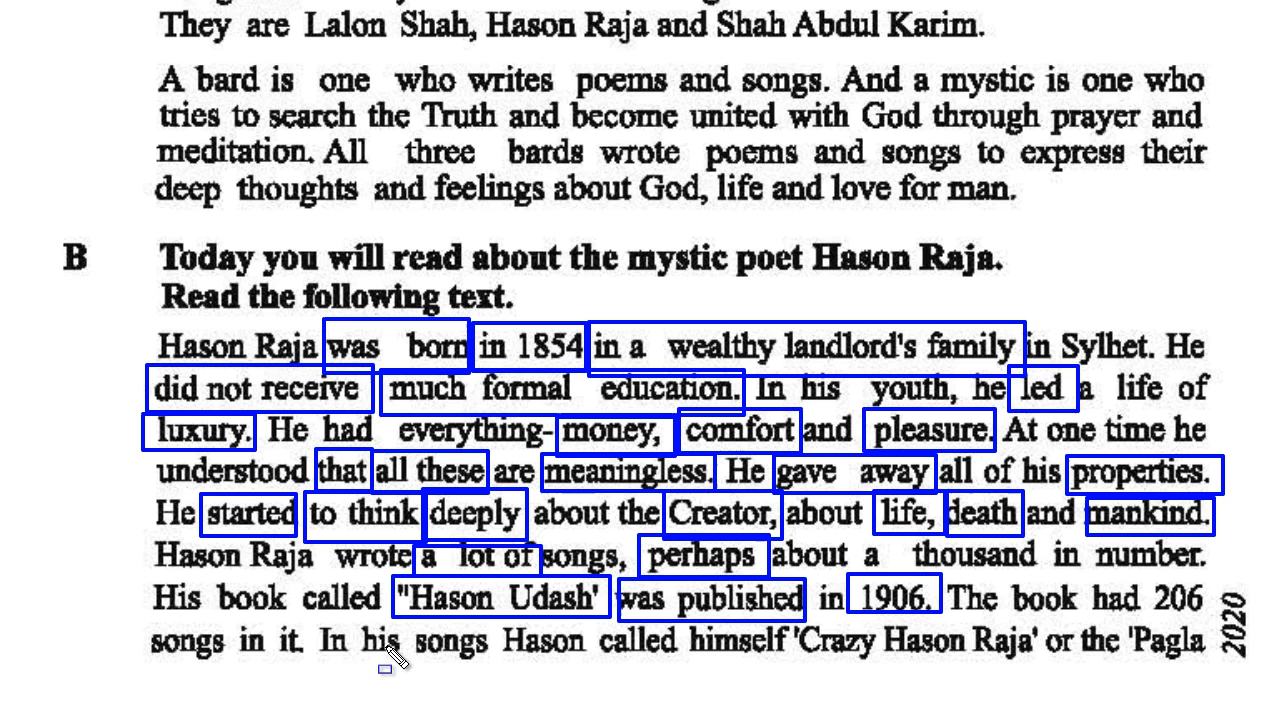 They are Lalon Shah, Hason Raja and Shah Abdul Karim.
A bard is one who writes poems and songs. And a mystic is one who
tries to search the Truth and become united with God through prayer and
meditation. All three bards wrote poems and songs to express their
deep thoughts and feelings about God, life and love for man.
B Today you will read about the mystic poet Hason Raja.
Read the following text.
Hason Raja was born in 1854 in a wealthy landlord's family in Sylhet. He
did not receive much formal education. In his youth, he led a life of
luxury. He had everything- money, comfort and pleasure. At one time he
understood that all these are meaningless. He gave away all of his properties.
He started to think deeply about the Creator, about life, death and mankind.
Hason Raja wrote a lot of songs, perhaps about a thousand in number.
His book called "Hason Udash' was published in 1906. The book had 206
songs in it. In his songs Hason called himself 'Crazy Hason Raja' or the 'Pagla
2020